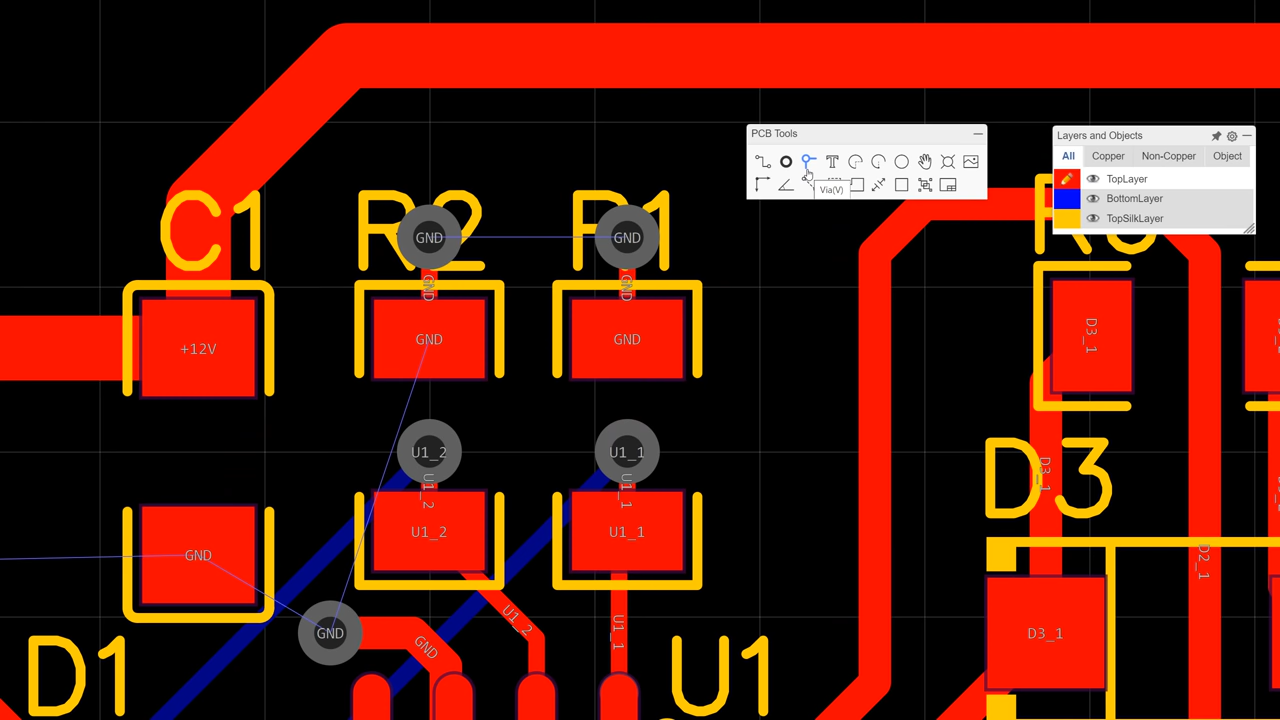 PCB Tools
Via(V)
Layers and Objects
All Copper Non-Copper Object
TopLayer
BottomLayer
TopSilkLayer
C1
R2
R1
GND
GND
GND
GND
GND
GND
+12V
D3_1
U1_2
U1_1
U1_2
U1_1
U1_2
U1_1
D3_1
D3
GND
D2_1
GND
GND
U1_2
U1_1
D3_1
D1
U1